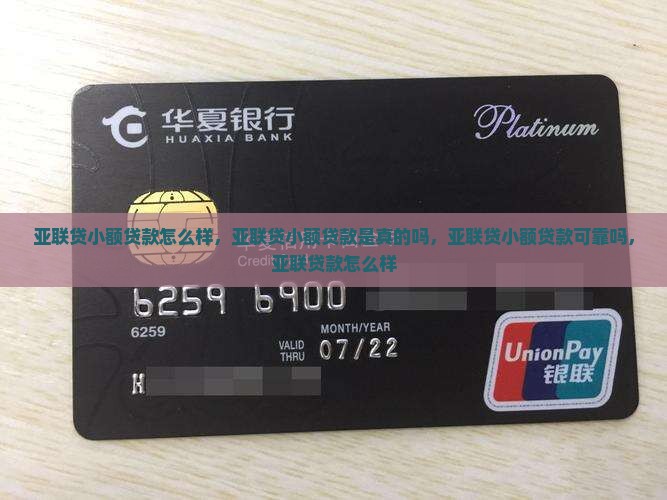 华夏银行
HUAXIA BANK
Platinum
亚联贷小额贷款怎么样，亚联贷小额贷款是真的吗，亚联贷小额贷款可靠吗，
亚联贷款怎么样
Credit
6259 6900
6259
MONTH/YEAR
VALID
THRU
07/22
H
UnionPay
银联